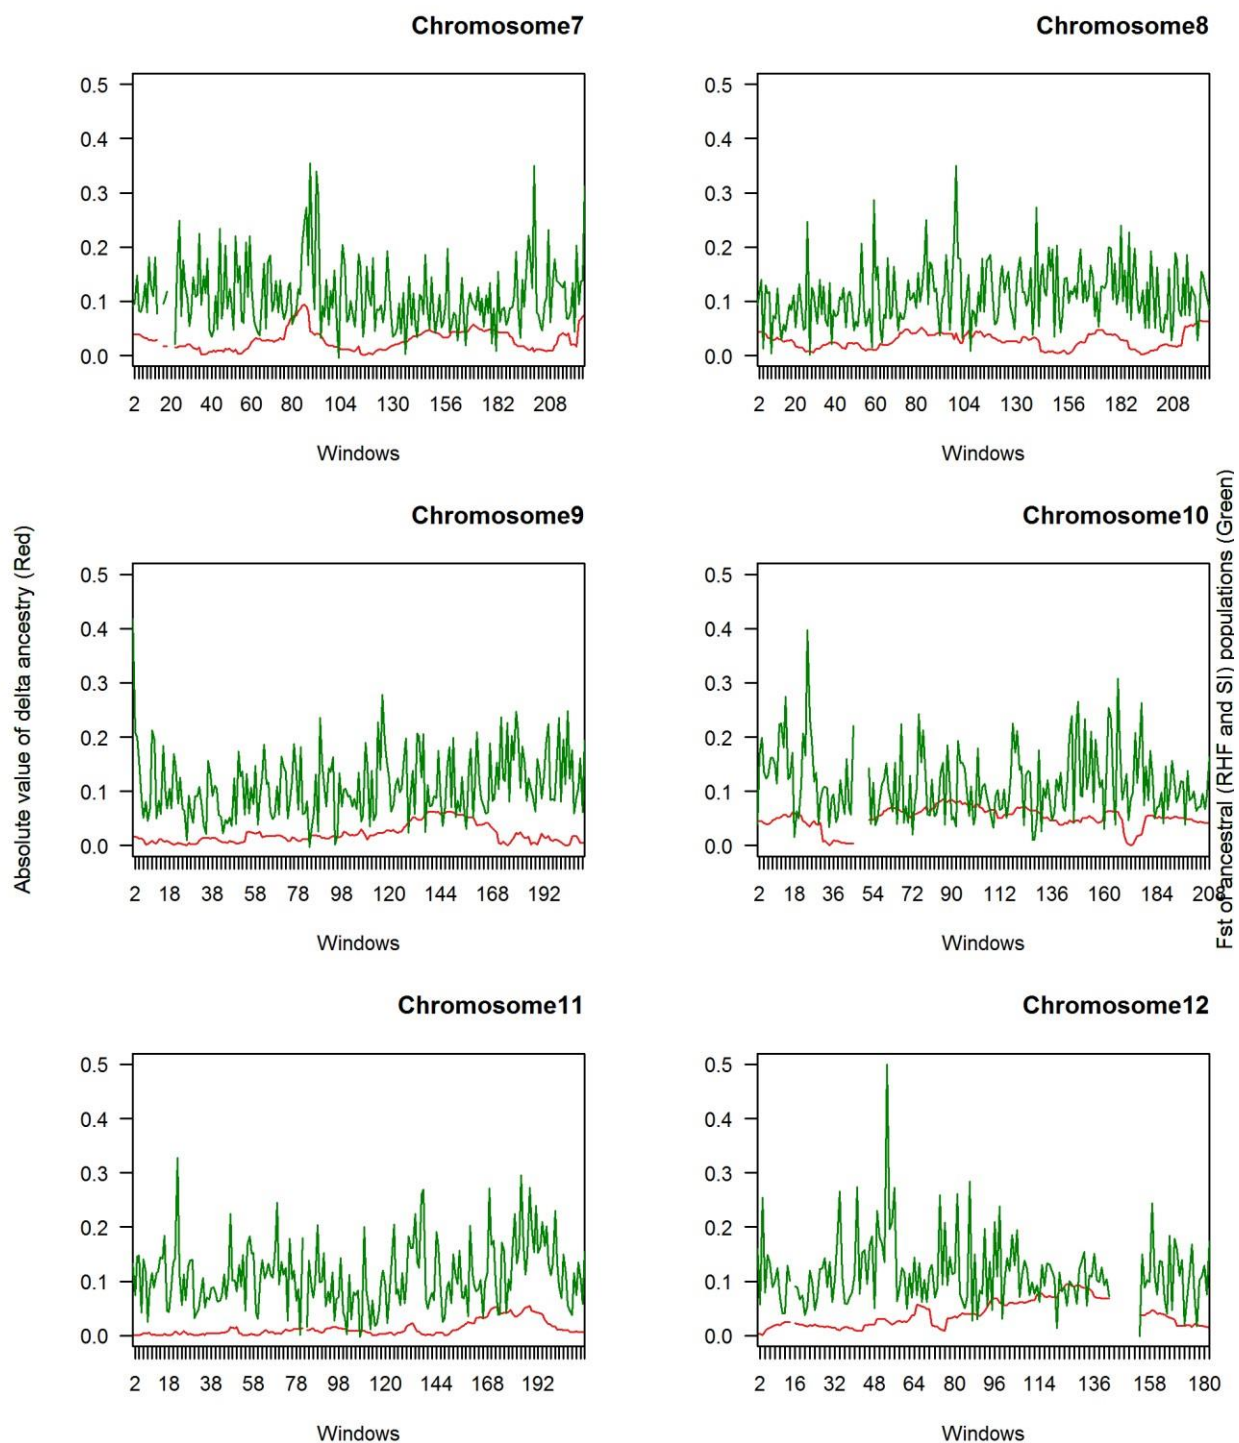 Chromosome7
0.5
0.4
0.3
0.2
0.1
0.0
2 20 40 60 80 104 130 156 182 208
Windows
Chromosome8
0.5
0.4
0.3
0.2
0.1
0.0
2 20 40 60 80 104 130 156 182 208
Windows
Absolute value of delta ancestry (Red)
Chromosome9
0.5
0.4
0.3
0.2
0.1
0.0
2 18 38 58 78 98 120 144 168 192
Windows
Chromosome10
0.5
0.4
0.3
0.2
0.1
0.0
2 18 36 54 72 90 112 136 160 184 208
Windows
Fst of ancestral (RHF and SI) populations (Green)
Chromosome11
0.5
0.4
0.3
0.2
0.1
0.0
2 18 38 58 78 98 120 144 168 192
Windows
Chromosome12
0.5
0.4
0.3
0.2
0.1
0.0
2 16 32 48 64 80 96 114 136 158 180
Windows